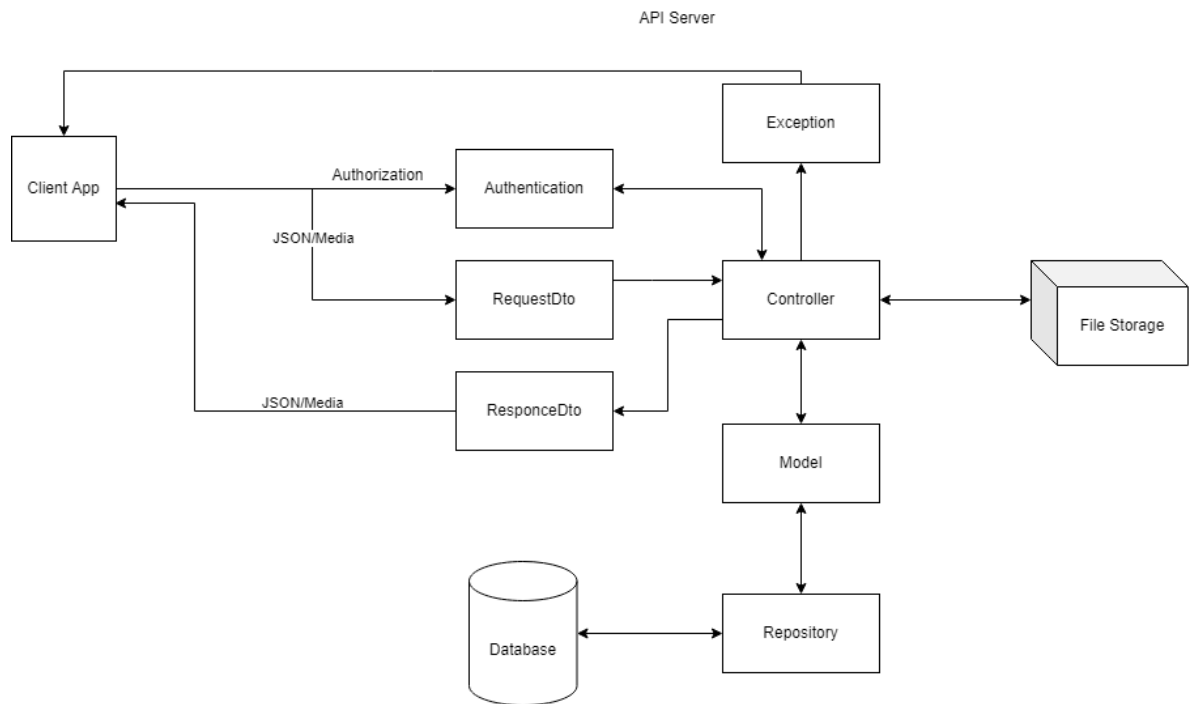 API Server
Exception
Client App
Authorization
Authentication
JSON/Media
RequestDto
Controller
File Storage
JSON/Media
ResponceDto
Model
Repository
Database